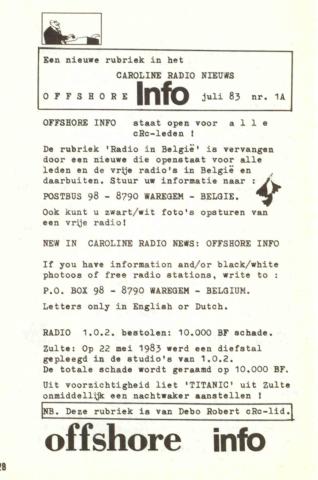 Een nieuwe rubriek in het
CAROLINE RADIO NIEUWS
OFFSHORE Info juli 83 nr. 1A
OFFSHORE INFO staat open voor alle
cRc-leden !
De rubriek 'Radio in België' is vervangen
door een nieuwe die openstaat voor alle
leden en de vrije radio's in België en
daarbuiten. Stuur uw informatie naar :
POSTBUS 98 - 8790 WAREGEM - BELGIE.
Ook kunt u zwart/wit foto's opsturen van
een vrije radio!
NEW IN CAROLINE RADIO NEWS: OFFSHORE INFO
If you have information and/or black/white
photoos of free radio stations, write to :
P.O. BOX 98 - 8790 WAREGEM - BELGIUM.
Letters only in English or Dutch.
RADIO 1.0.2. bestolen: 10.000 BF schade.
Zulte: Op 22 mei 1983 werd een diefstal
gepleegd in de studio's van 1.0.2.
De totale schade wordt geraamd op 10.000 BF.
Uit voorzichtigheid liet 'TITANIC' uit Zulte
onmiddellijk een nachtwaker aanstellen !
NB. Deze rubriek is van Debo Robert cRc-lid.
offshore info
28